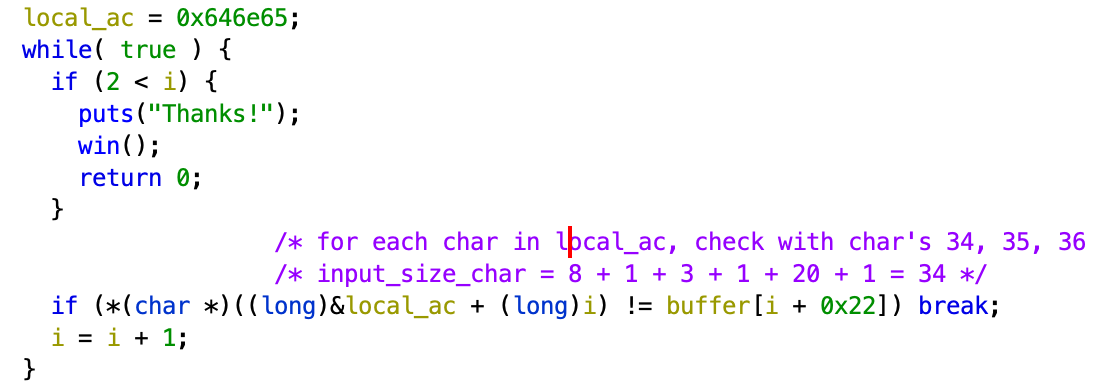 local_ac = 0x646e65;
while( true ) {
if (2 < i) {
puts("Thanks!");
win();
return 0;
}
/* for each char in local_ac, check with char's 34, 35, 36
/* input_size_char = 8 + 1 + 3 + 1 + 20 + 1 = 34 */
if (*(char *)((long)&local_ac + (long)i) != buffer[i + 0x22]) break;
i = i + 1;
}